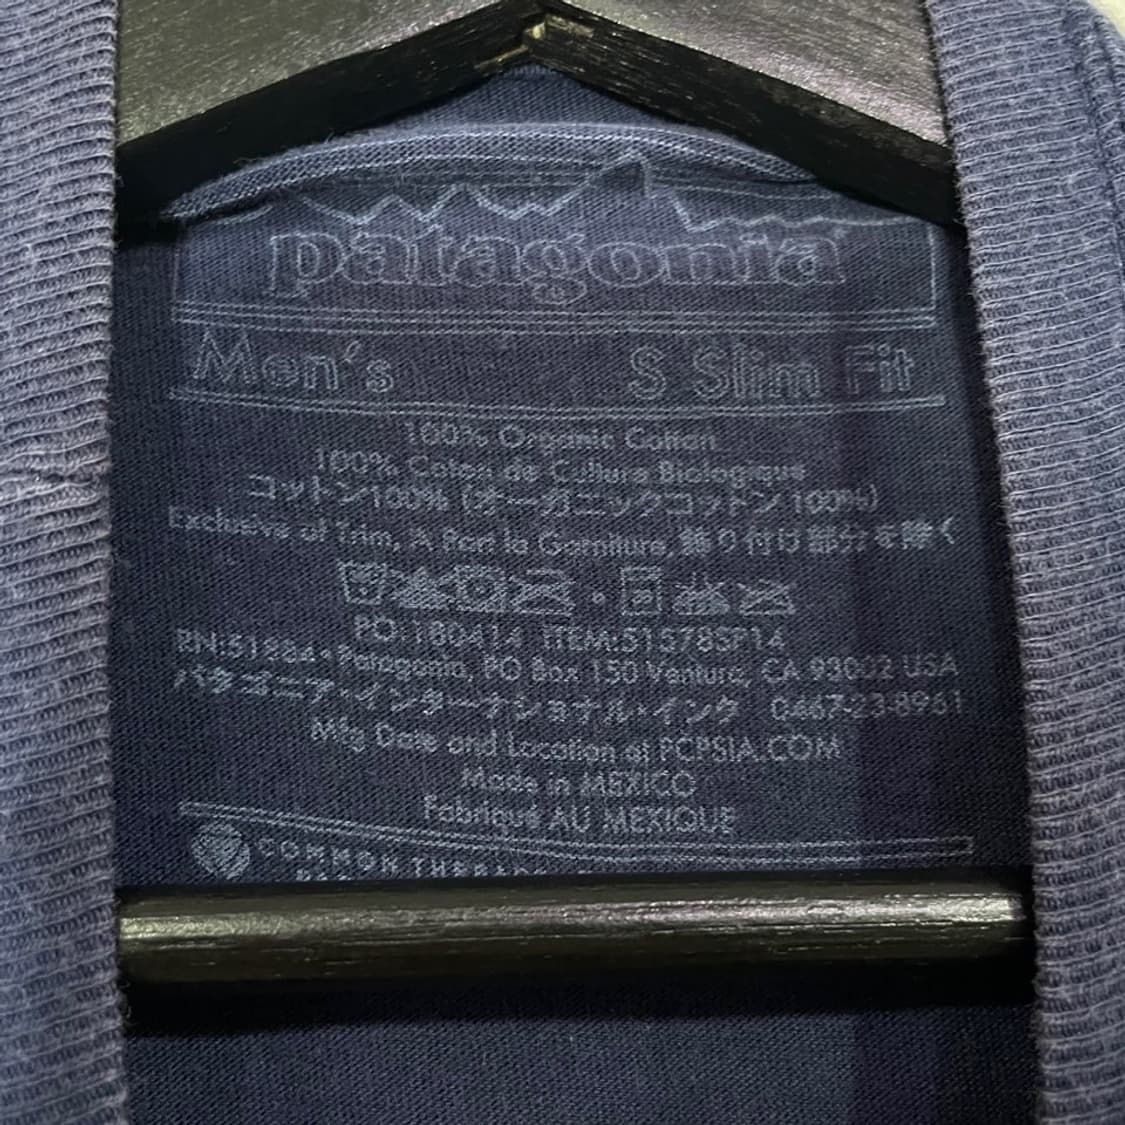 patagonia
Men's S Slim Fit
100% Organic Cotton
100% Coton de Culture Biologique
コットン100% (オーガニックコットン100%)
Exclusive of Trim, À Part la Garniture, 飾り付け部分を除く
PO:180414 ITEM:51578SP14
RN:51884•Patagonia, PO Box 150 Ventura, CA 93022 USA
パタゴニア・インターナショナル・インク 0467-23-8961
Mfg Date and Location at PCPSIA.COM
Made in MEXICO
Fabriqué AU MEXIQUE
COMMON THREADS